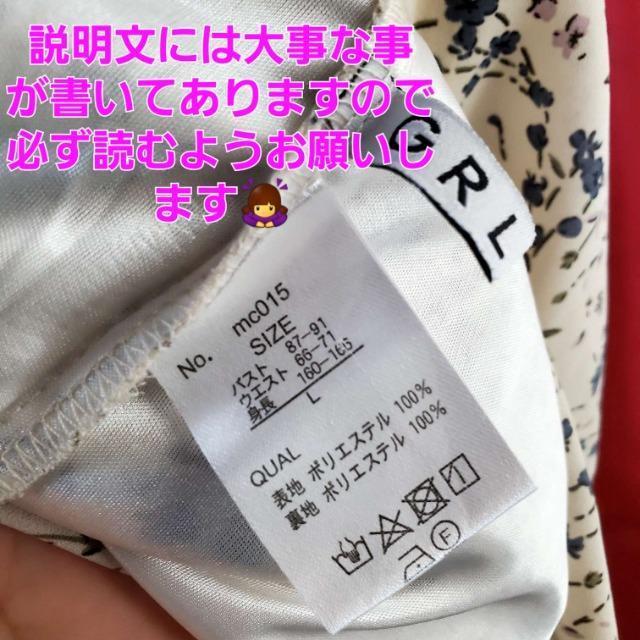 説明文には大事な事
が書いてありますので
必ず読むようお願いし
ます🙇‍♀️
GRL
No. mc015
SIZE
バスト 87-91
ウエスト 66-71
身長 160-165
L
QUAL
表地 ポリエステル 100%
裏地 ポリエステル 100%
F